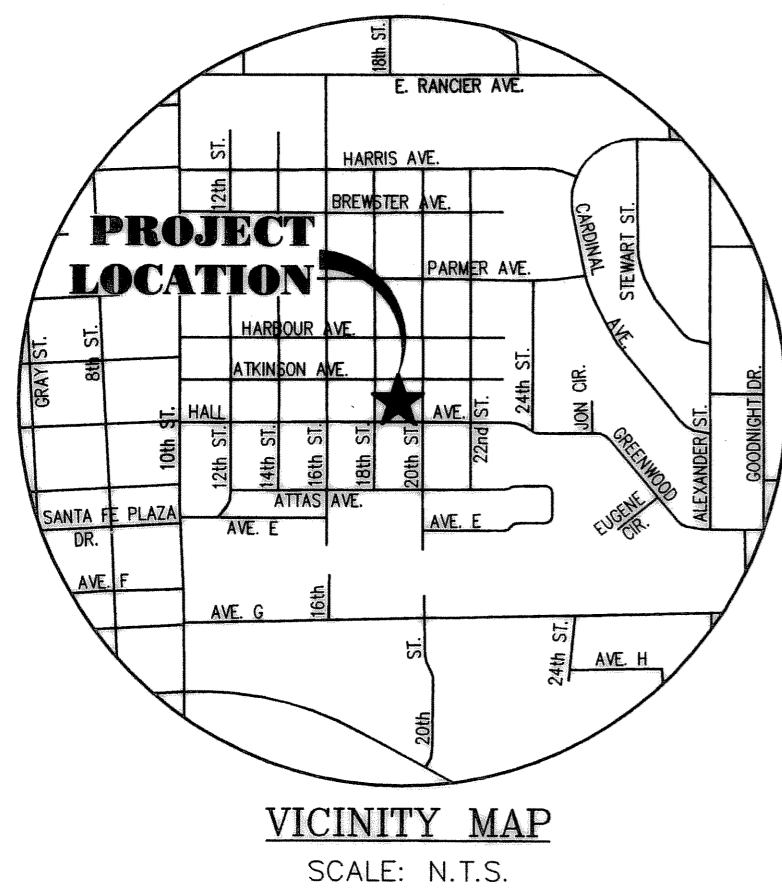 18th ST.
E. RANCIER AVE.
12th ST.
HARRIS AVE.
BREWSTER AVE.
PROJECT
LOCATION
CARDINAL AVE.
STEWART ST.
PARMER AVE.
HARBOUR AVE.
ATKINSON AVE.
GRAY ST.
8th ST.
10th ST.
HALL AVE.
12th ST.
14th ST.
16th ST.
18th ST.
20th ST.
22nd ST.
24th ST.
JON CIR.
GREENWOOD
ALEXANDER ST.
GOODNIGHT DR.
ATTAS AVE.
SANTA FE PLAZA
DR.
AVE. E
AVE. E
EUGENE
CIR.
AVE. F
16th
AVE. G
20th ST.
24th ST.
AVE. H
VICINITY MAP
SCALE: N.T.S.